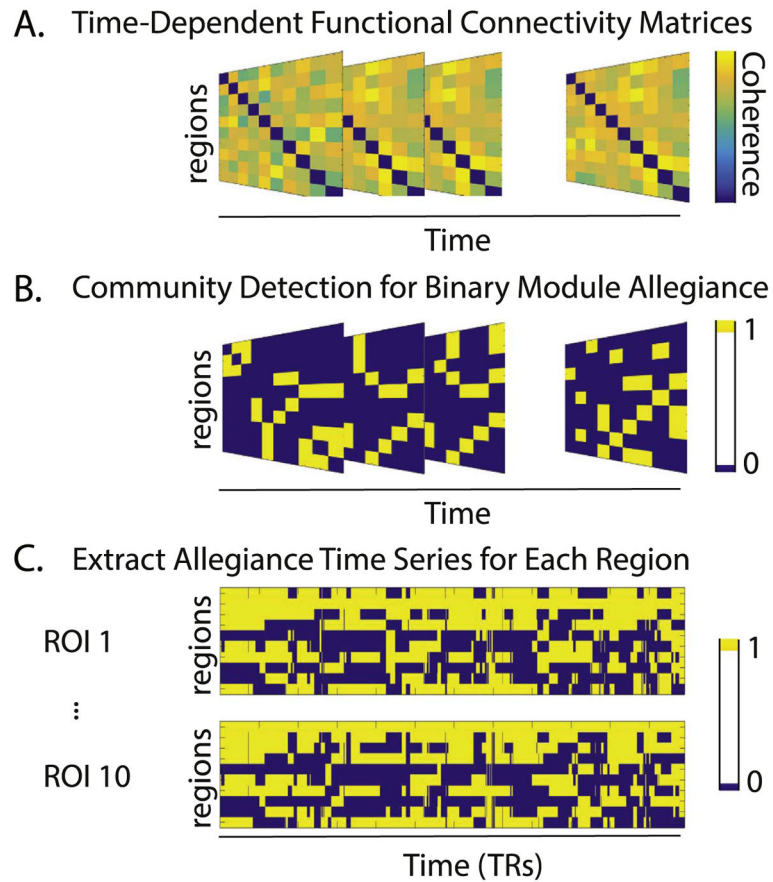 A. Time-Dependent Functional Connectivity Matrices
regions
Coherence
Time
B. Community Detection for Binary Module Allegiance
regions
1
0
Time
C. Extract Allegiance Time Series for Each Region
ROI 1
regions
1
...
ROI 10
regions
0
Time (TRs)